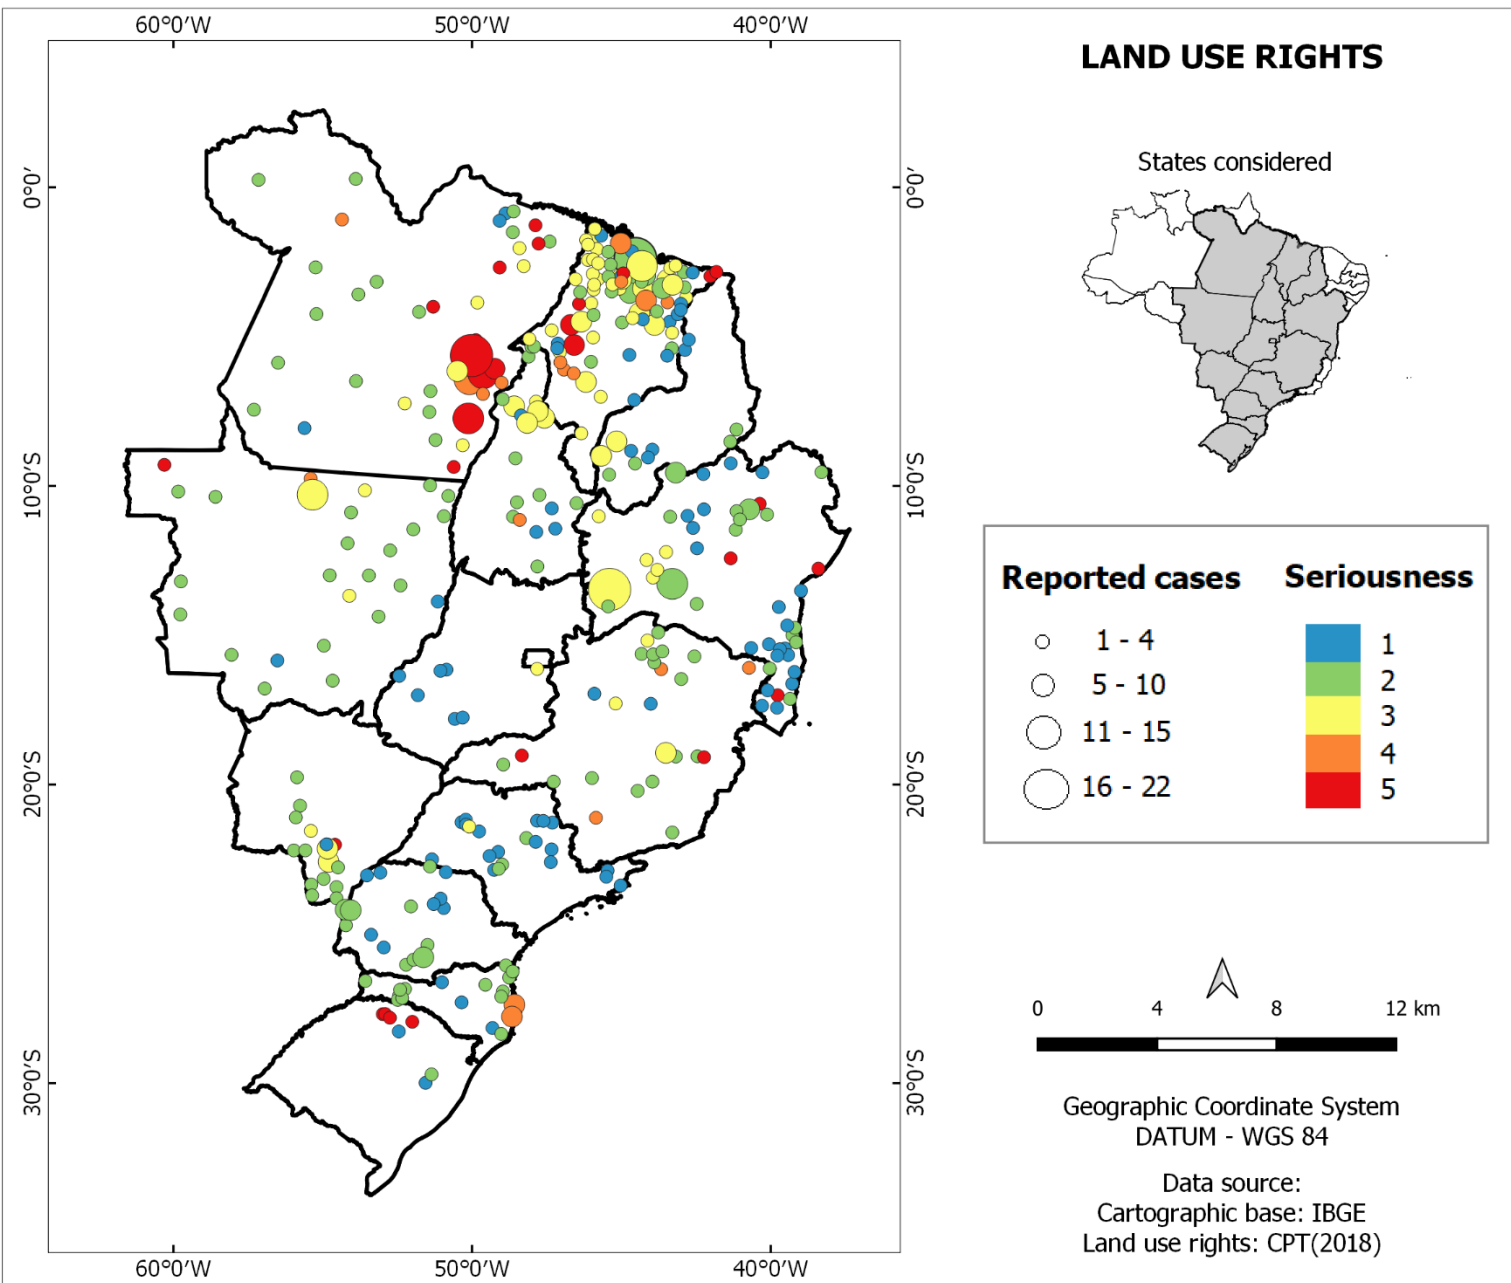 60°0'W 50°0'W 40°0'W
0°0'
10°0'S
20°0'S
30°0'S
0°0'
10°0'S
20°0'S
30°0'S
60°0'W 50°0'W 40°0'W
LAND USE RIGHTS
States considered
Reported cases
1 - 4
5 - 10
11 - 15
16 - 22
Seriousness
1
2
3
4
5
0 4 8 12 km
Geographic Coordinate System
DATUM - WGS 84
Data source:
Cartographic base: IBGE
Land use rights: CPT(2018)